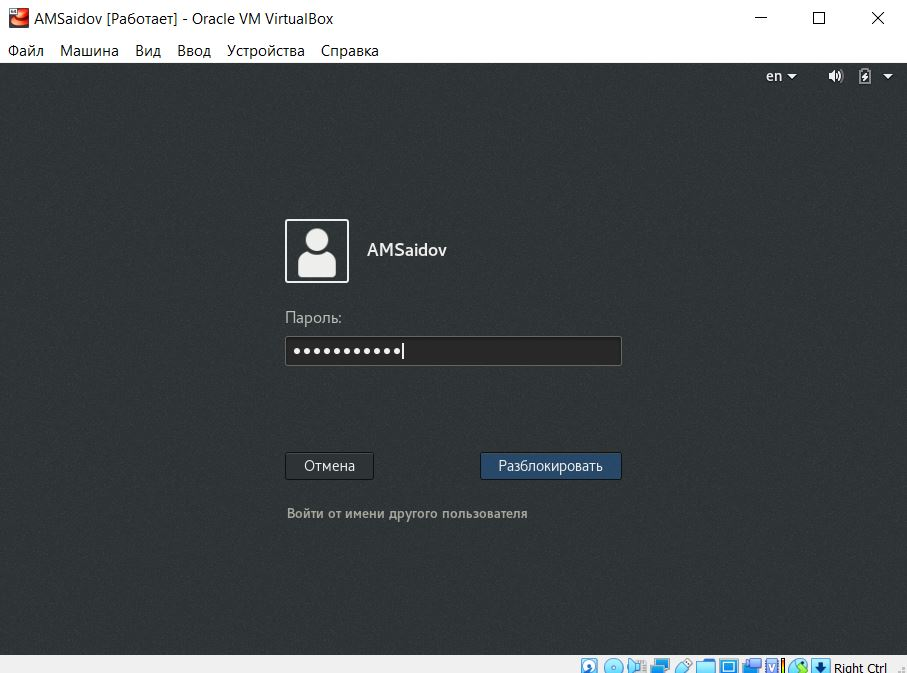 AMSaidov [Работает] - Oracle VM VirtualBox
Файл Машина Вид Ввод Устройства Справка
en
AMSaidov
Пароль:
Отмена Разблокировать
Войти от имени другого пользователя
Right Ctrl